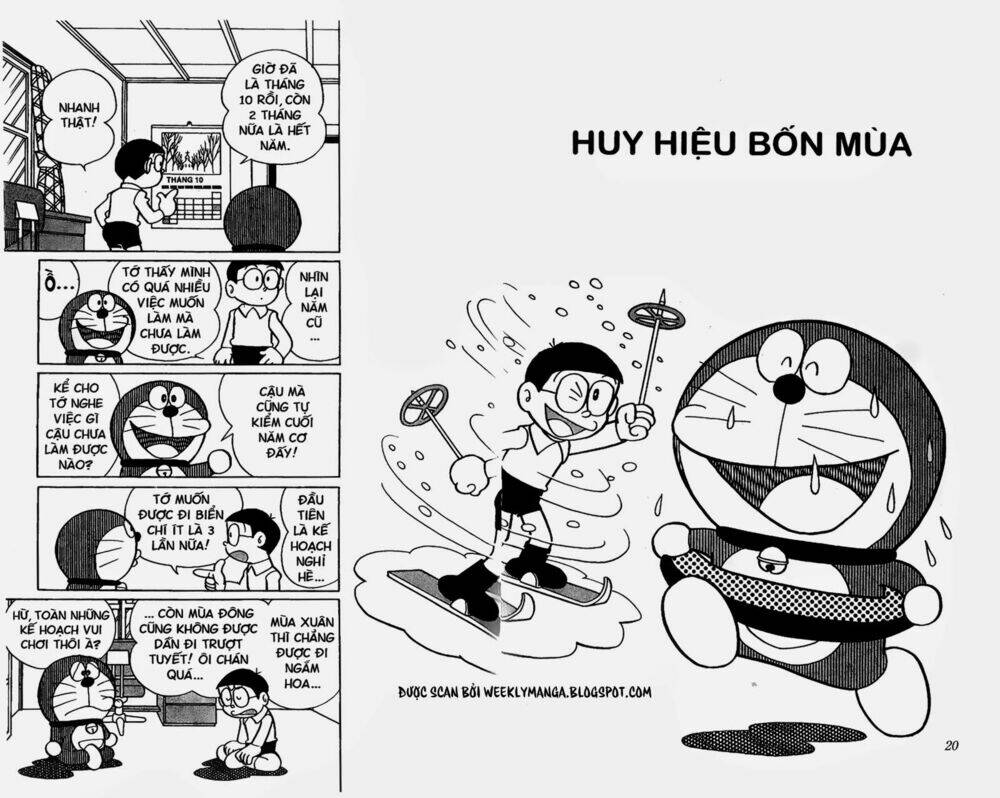 HUY HIỆU BỐN MÙA
ĐƯỢC SCAN BỞI WEEKLYMANGA.BLOGSPOT.COM
20
GIỜ ĐÃ
LÀ THÁNG
10 RỒI, CÒN
2 THÁNG
NỮA LÀ HẾT
NĂM.
NHANH
THẬT!
THÁNG 10
NHÌN
LẠI
NĂM
CŨ
...
TỚ THẤY MÌNH
CÓ QUÁ NHIỀU
VIỆC MUỐN
LÀM MÀ
CHƯA LÀM
ĐƯỢC.
Ồ...
CẬU MÀ
CŨNG TỰ
KIỂM CUỐI
NĂM CƠ
ĐẤY!
KỂ CHO
TỚ NGHE
VIỆC GÌ
CẬU CHƯA
LÀM ĐƯỢC
NÀO?
ĐẦU
TIÊN
LÀ KẾ
HOẠCH
NGHỈ
HÈ...
TỚ MUỐN
ĐƯỢC ĐI BIỂN
CHÍ ÍT LÀ 3
LẦN NỮA!
MÙA XUÂN
THÌ CHẲNG
ĐƯỢC ĐI
NGẮM
HOA...
...CÒN MÙA ĐÔNG
CŨNG KHÔNG ĐƯỢC
DẪN ĐI TRƯỢT
TUYẾT! ÔI CHÁN
QUÁ...
HỪ, TOÀN NHỮNG
KẾ HOẠCH VUI
CHƠI THÔI À?